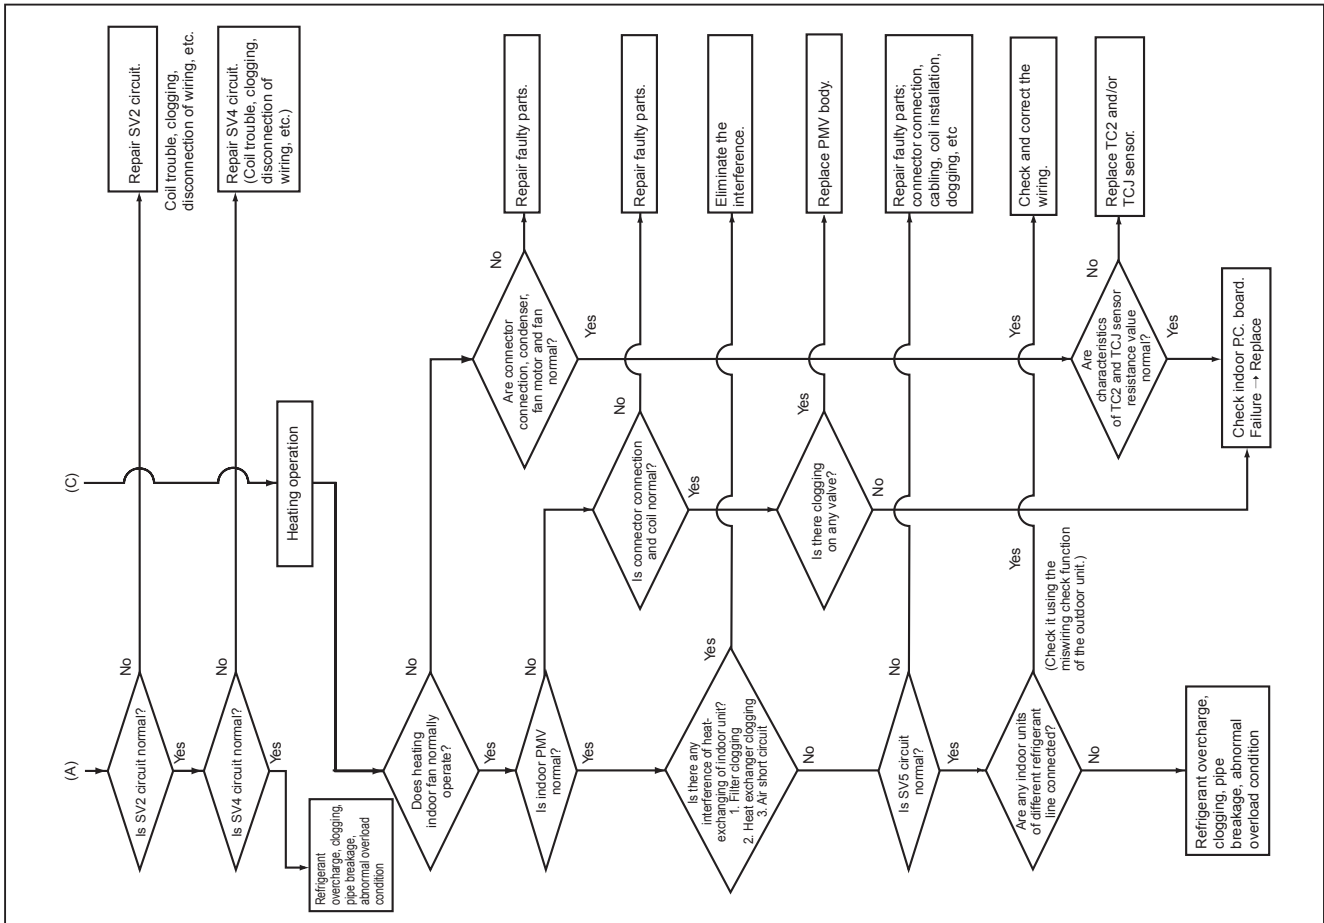 (A)
Is SV2 circuit normal?
No
Repair SV2 circuit.
Coil trouble, clogging,
disconnection of wiring, etc.
Yes
Is SV4 circuit normal?
No
Repair SV4 circuit.
(Coil trouble, clogging,
disconnection of
wiring, etc.)
Yes
Refrigerant
overcharge, clogging,
pipe breakage,
abnormal overload
condition
(C)
Heating operation
Does heating
indoor fan normally
operate?
No
Are connector
connection, condenser,
fan motor and fan
normal?
No
Repair faulty parts.
Yes
Yes
Is indoor PMV
normal?
No
Is connector connection
and coil normal?
No
Repair faulty parts.
Yes
Yes
Is there any
interference of heat-
exchanging of indoor unit?
1. Filter clogging
2. Heat exchanger clogging
3. Air short circuit
Yes
Eliminate the
interference.
No
Is there clogging
on any valve?
Yes
Replace PMV body.
No
Is SV5 circuit
normal?
No
Repair faulty parts;
connector connection,
cabling, coil installation,
dogging, etc
Yes
Are any indoor units
of different refrigerant
line connected?
(Check it using the
miswiring check function
of the outdoor unit.)
Yes
Yes
Check and correct the
wiring.
No
Are
characteristics
of TC2 and TCJ sensor
resistance value
normal?
No
Replace TC2 and/or
TCJ sensor.
Yes
Refrigerant overcharge,
clogging, pipe
breakage, abnormal
overload condition
Check indoor P.C. board.
Failure → Replace